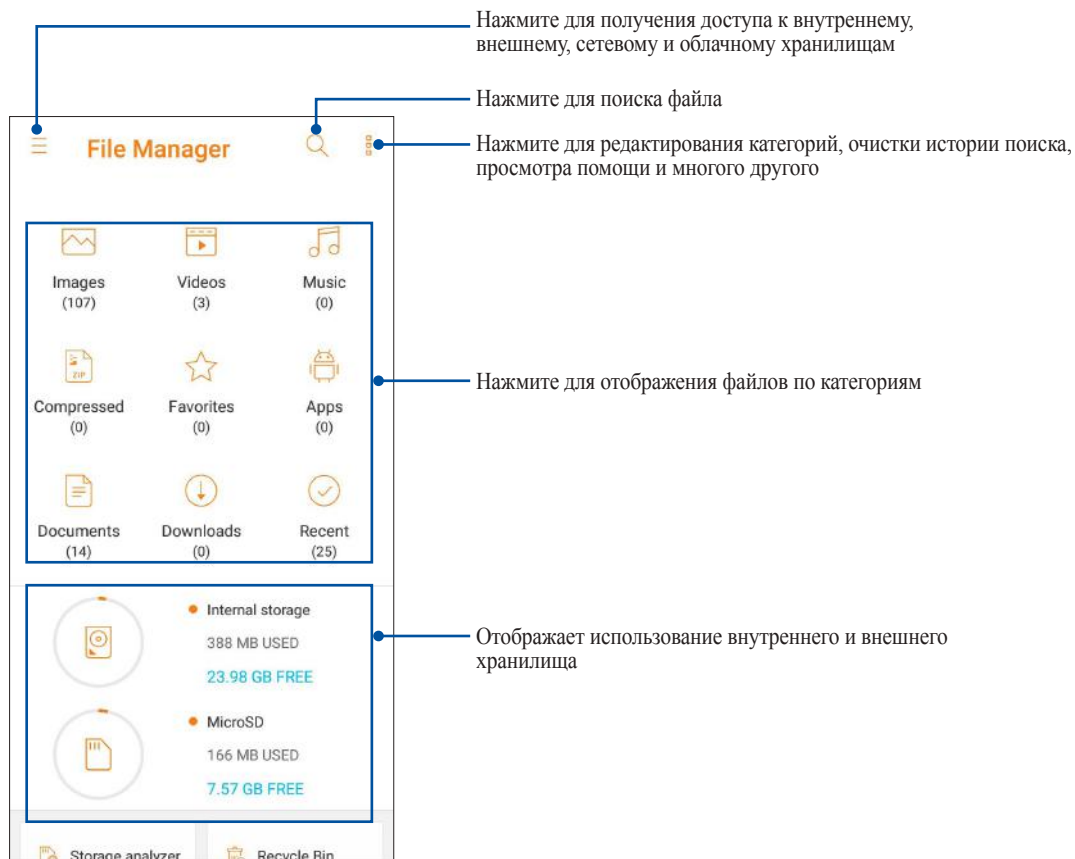 Нажмите для получения доступа к внутреннему,
внешнему, сетевому и облачному хранилищам
Нажмите для поиска файла
File Manager
Нажмите для редактирования категорий, очистки истории поиска,
просмотра помощи и многого другого
Images
(107)
Videos
(3)
Music
(0)
ZIP
Compressed
(0)
Favorites
(0)
Apps
(0)
Нажмите для отображения файлов по категориям
Documents
(14)
Downloads
(0)
Recent
(25)
Internal storage
388 MB USED
23.98 GB FREE
Отображает использование внутреннего и внешнего
хранилища
MicroSD
166 MB USED
7.57 GB FREE
Storage analyzer
Recycle Bin